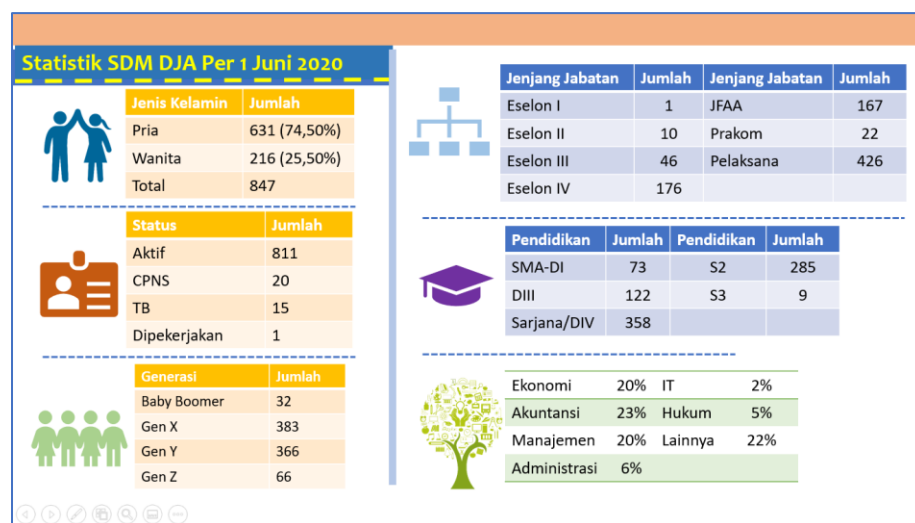 Statistik SDM DJA Per 1 Juni 2020
Jenis Kelamin Jumlah
Pria 631 (74,50%)
Wanita 216 (25,50%)
Total 847
Status Jumlah
Aktif 811
CPNS 20
TB 15
Dipekerjakan 1
Generasi Jumlah
Baby Boomer 32
Gen X 383
Gen Y 366
Gen Z 66
Jenjang Jabatan Jumlah Jenjang Jabatan Jumlah
Eselon I 1 JFAA 167
Eselon II 10 Prakom 22
Eselon III 46 Pelaksana 426
Eselon IV 176
Pendidikan Jumlah Pendidikan Jumlah
SMA-DI 73 S2 285
DIII 122 S3 9
Sarjana/DIV 358
Ekonomi 20% IT 2%
Akuntansi 23% Hukum 5%
Manajemen 20% Lainnya 22%
Administrasi 6%